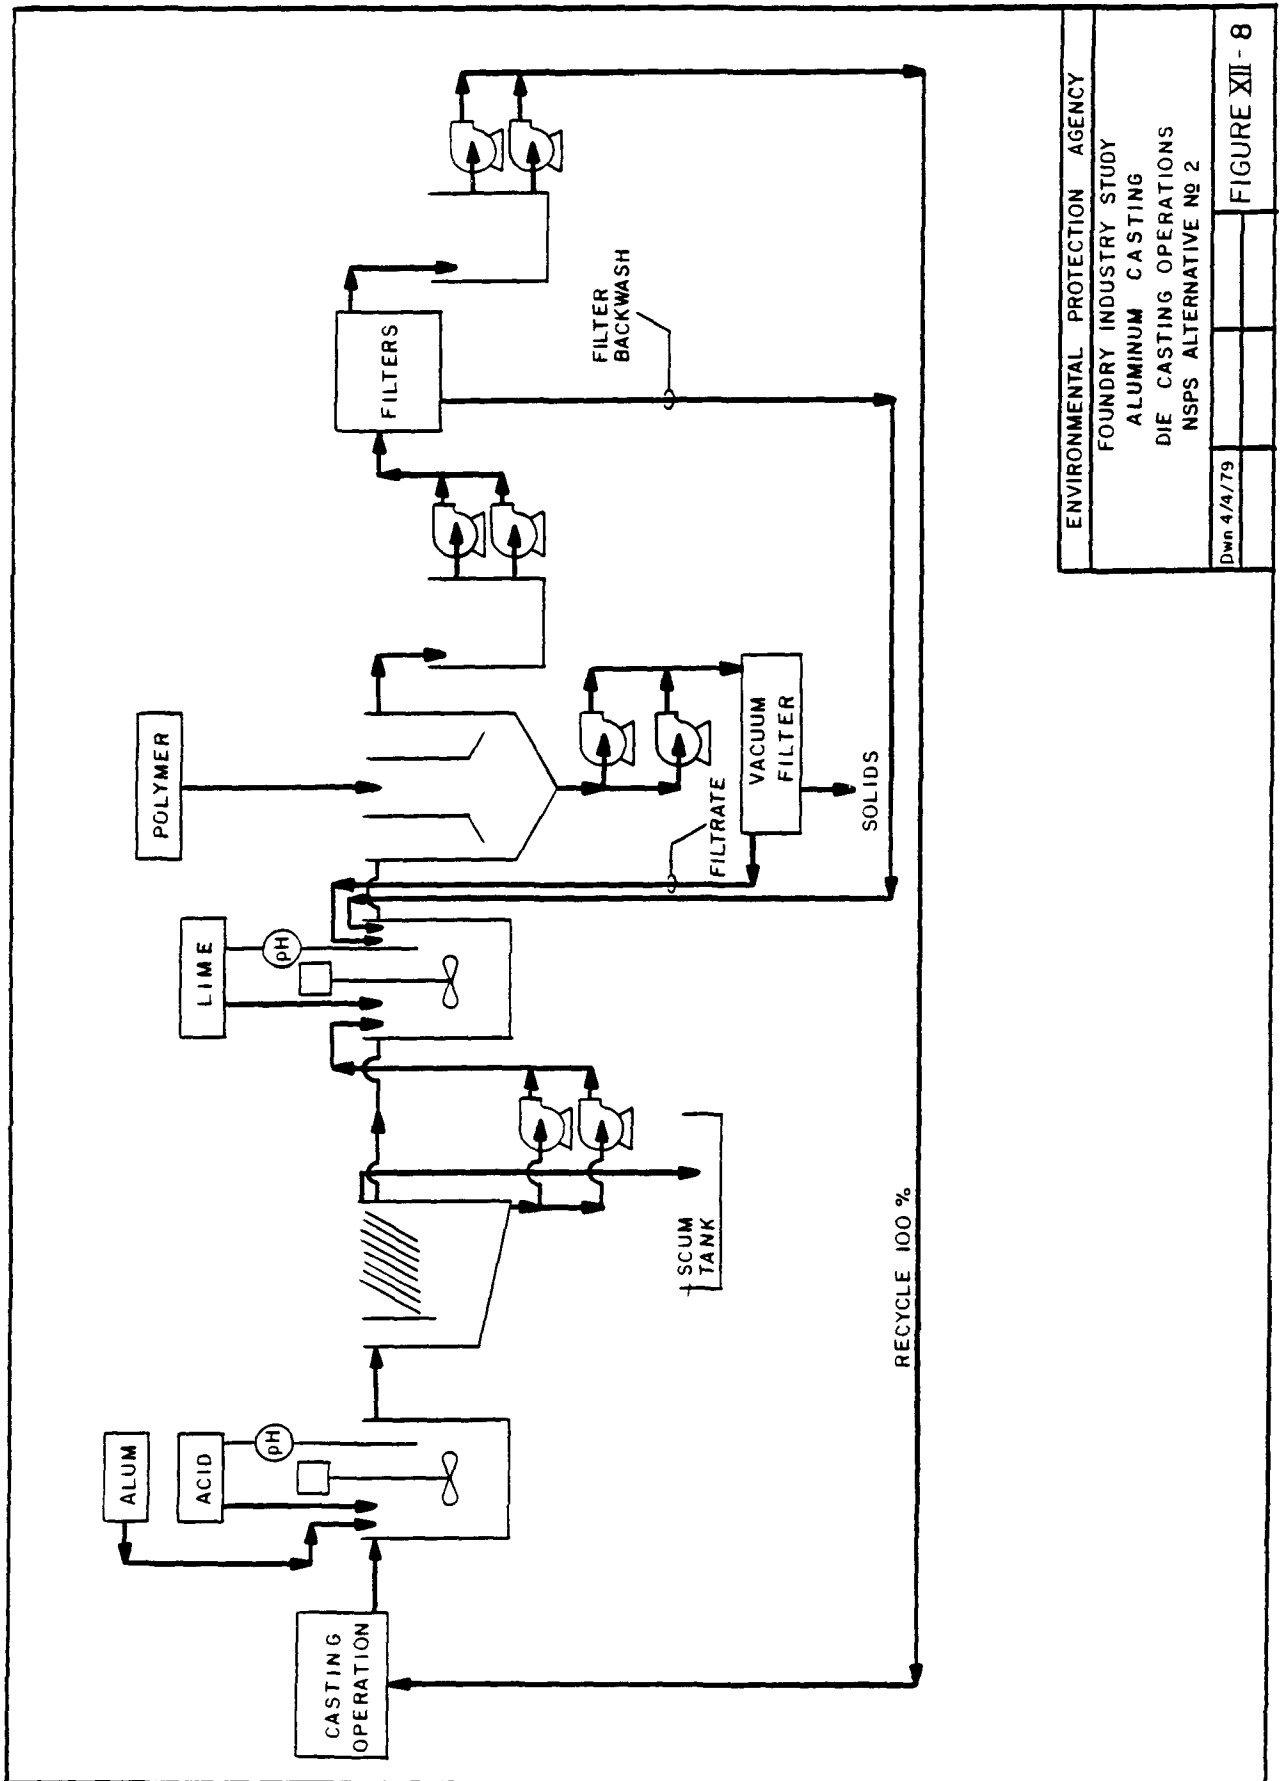 ALUM
ACID
pH
CASTING
OPERATION
LIME
pH
POLYMER
SCUM
TANK
FILTRATE
VACUUM
FILTER
SOLIDS
FILTERS
FILTER
BACKWASH
RECYCLE 100 %
ENVIRONMENTAL PROTECTION AGENCY
FOUNDRY INDUSTRY STUDY
ALUMINUM CASTING
DIE CASTING OPERATIONS
NSPS ALTERNATIVE Nº 2
Dwn 4/4/79
FIGURE XII - 8